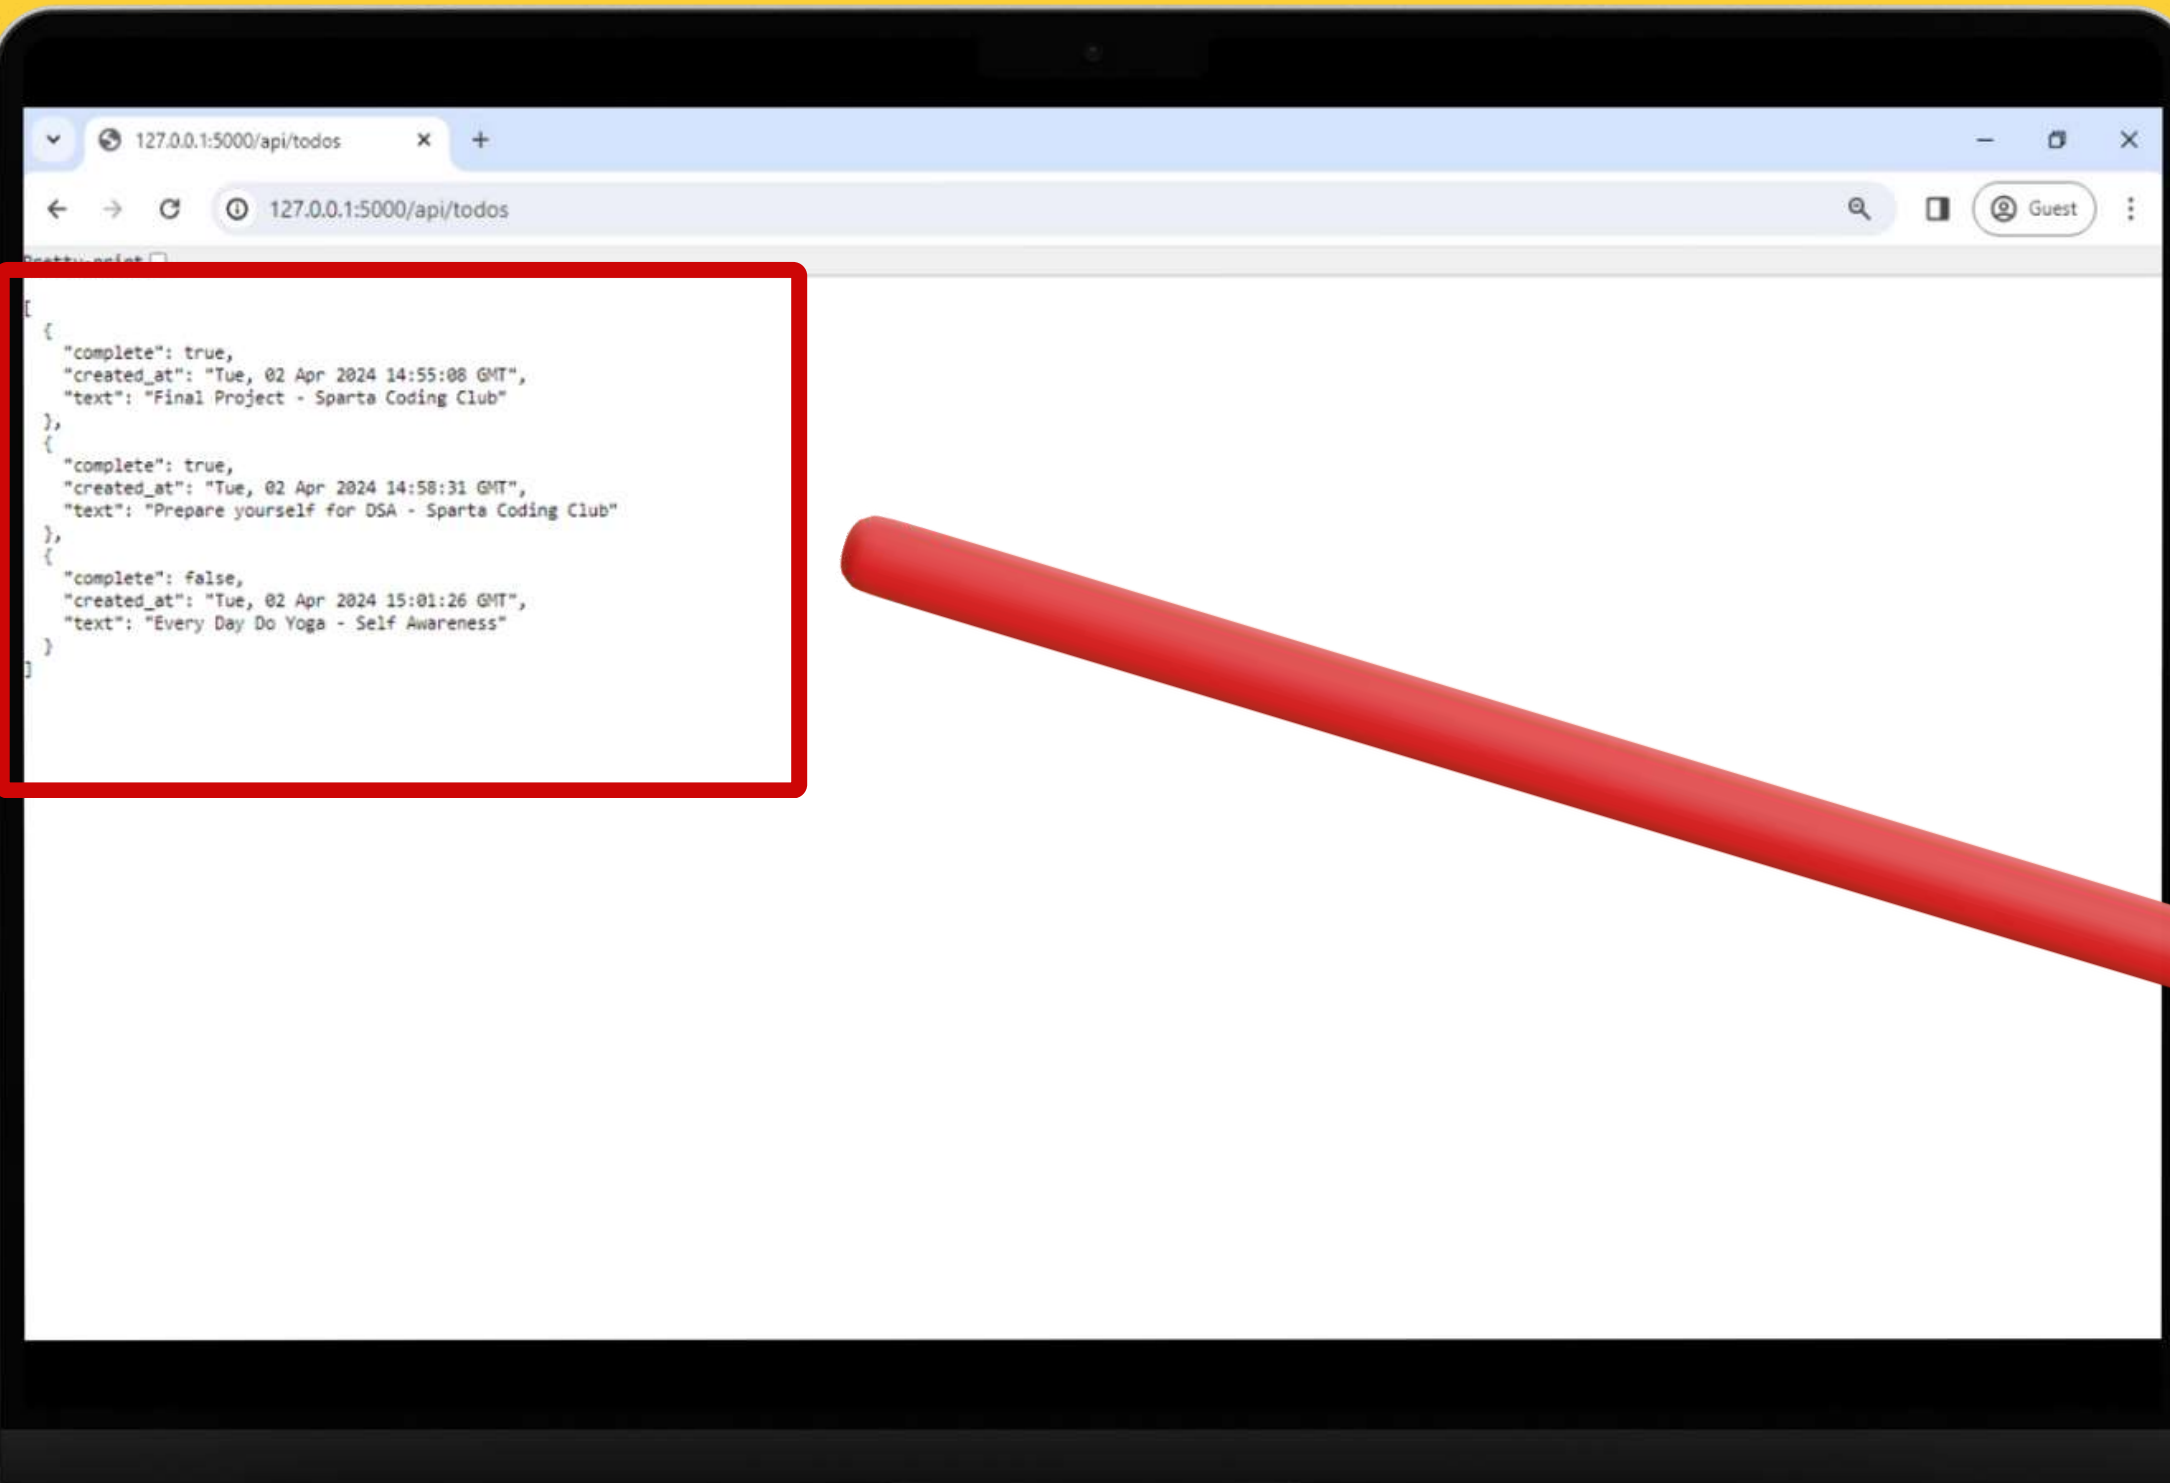 127.0.0.1:5000/api/todos
127.0.0.1:5000/api/todos
Guest
Pretty-print
[
{
"complete": true,
"created_at": "Tue, 02 Apr 2024 14:55:08 GMT",
"text": "Final Project - Sparta Coding Club"
},
{
"complete": true,
"created_at": "Tue, 02 Apr 2024 14:58:31 GMT",
"text": "Prepare yourself for DSA - Sparta Coding Club"
},
{
"complete": false,
"created_at": "Tue, 02 Apr 2024 15:01:26 GMT",
"text": "Every Day Do Yoga - Self Awareness"
}
]